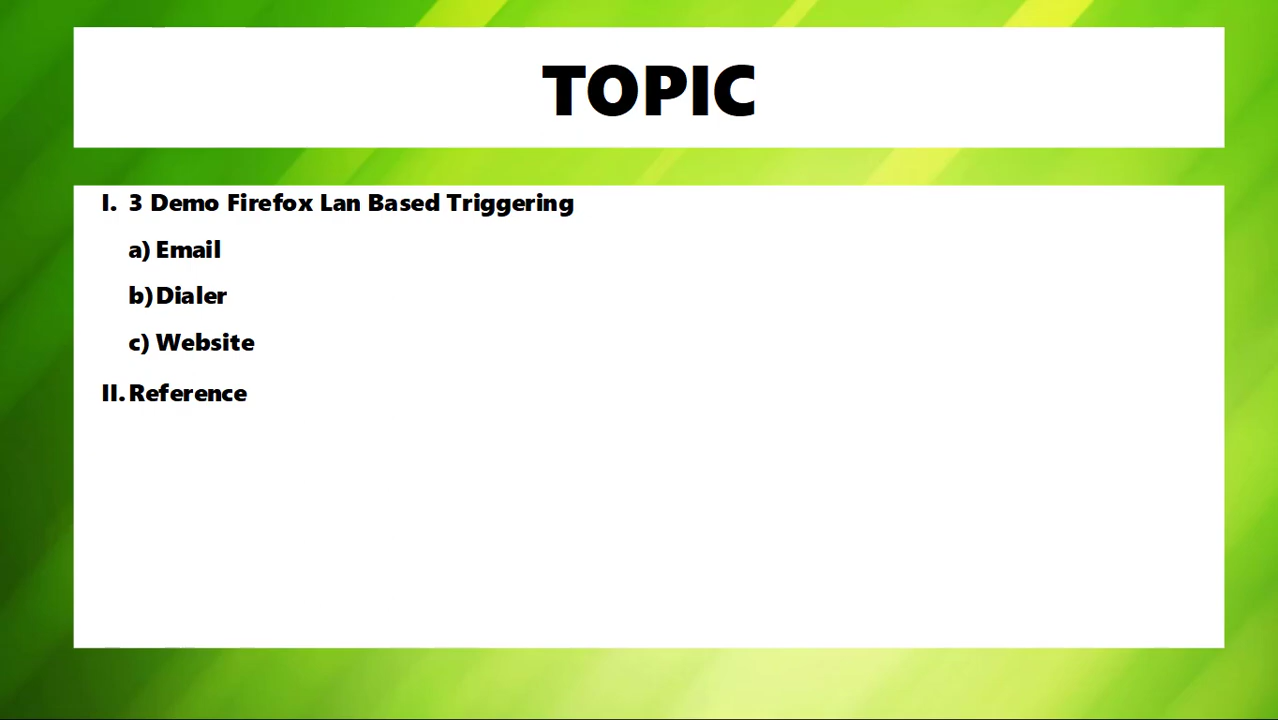 TOPIC
I. 3 Demo Firefox Lan Based Triggering
a) Email
b) Dialer
c) Website
II. Reference